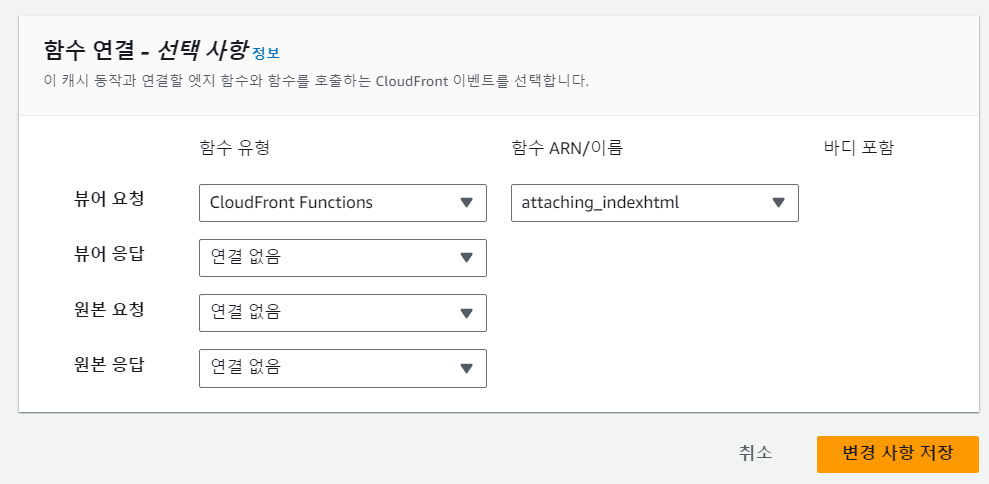 함수 연결 - 선택 사항 정보
이 캐시 동작과 연결할 엣지 함수와 함수를 호출하는 CloudFront 이벤트를 선택합니다.
함수 유형 함수 ARN/이름 바디 포함
뷰어 요청 CloudFront Functions attaching_indexhtml
뷰어 응답 연결 없음
원본 요청 연결 없음
원본 응답 연결 없음
취소 변경 사항 저장